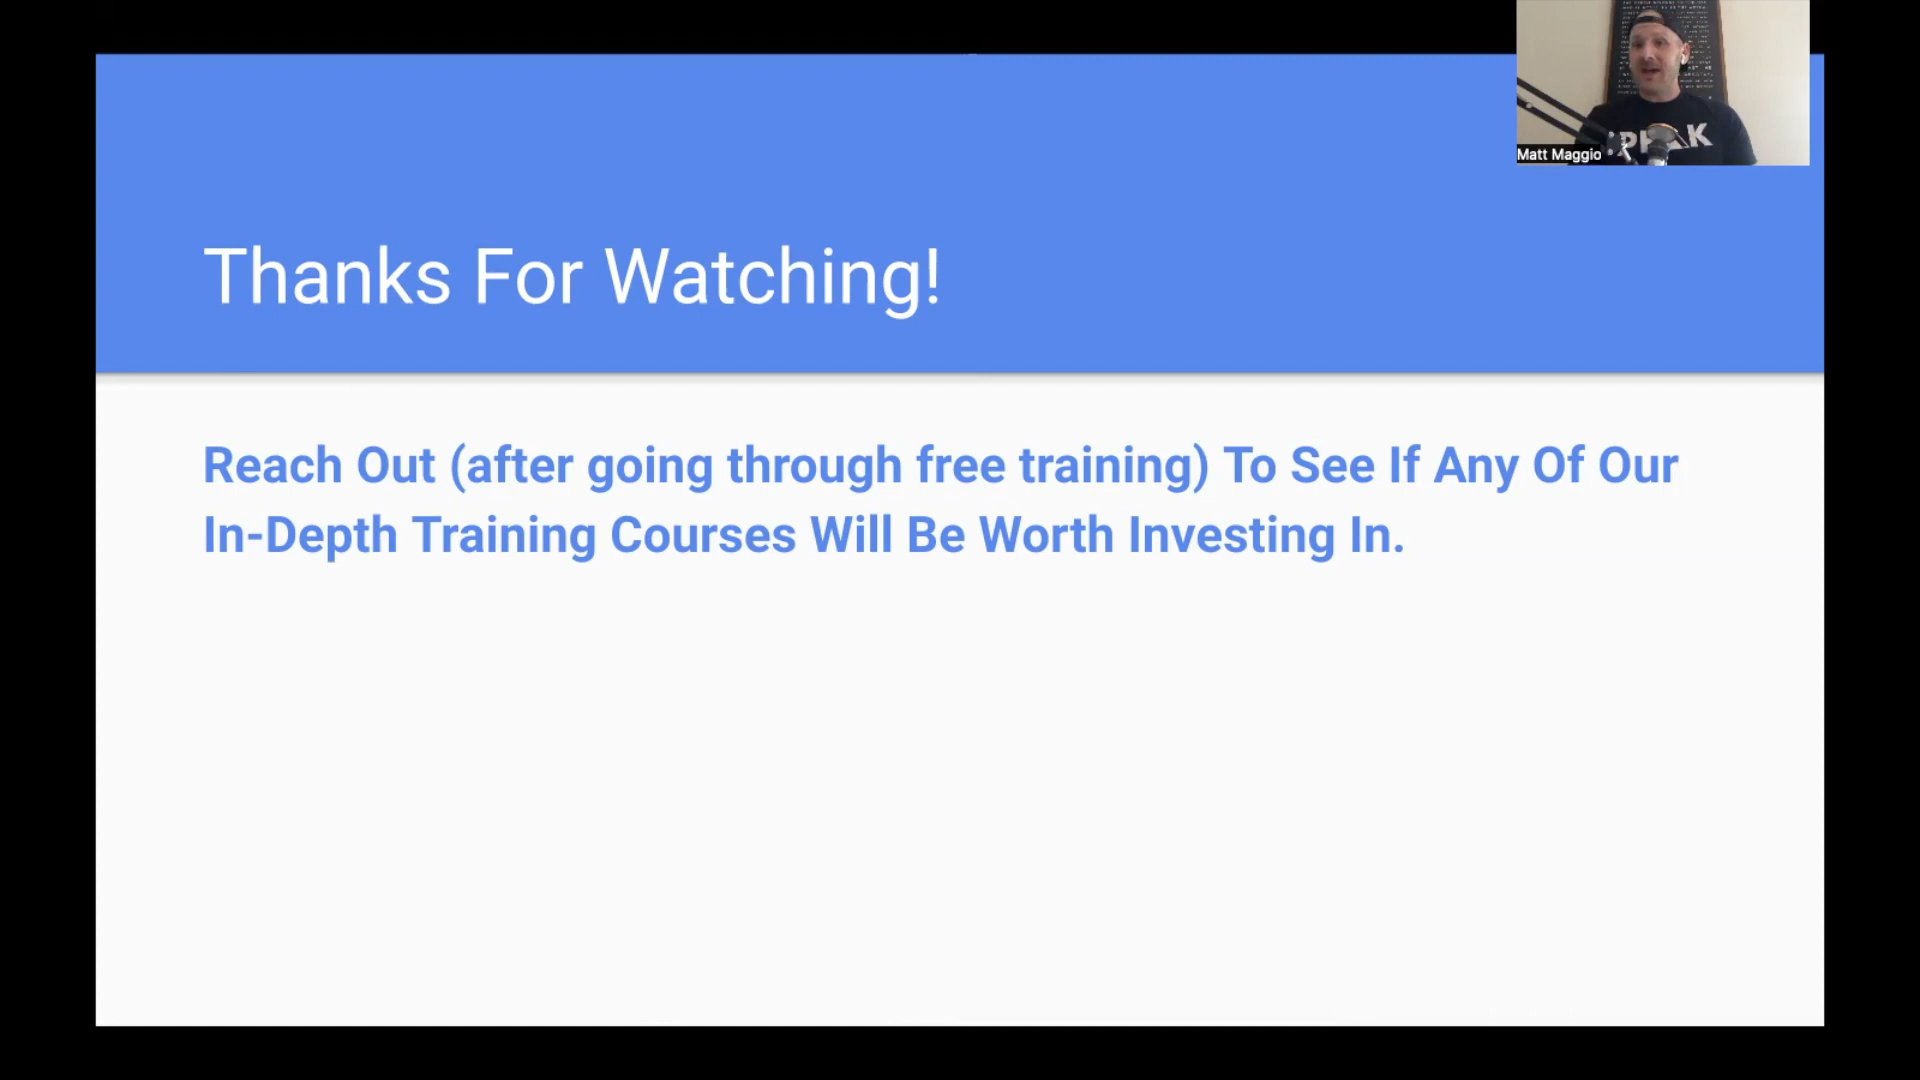 Matt Maggio
Thanks For Watching!
Reach Out (after going through free training) To See If Any Of Our
In-Depth Training Courses Will Be Worth Investing In.